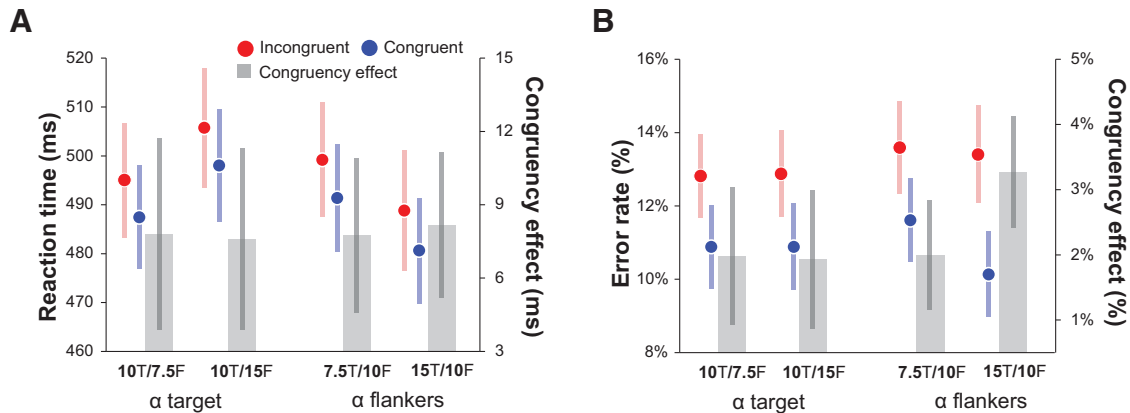 A
Incongruent
Congruent
Congruency effect
Reaction time (ms)
520
510
500
490
480
470
460
15
12
9
6
3
Congruency effect (ms)
10T/7.5F
10T/15F
7.5T/10F
15T/10F
α target
α flankers
B
Error rate (%)
16%
14%
12%
10%
8%
5%
4%
3%
2%
1%
Congruency effect (%)
10T/7.5F
10T/15F
7.5T/10F
15T/10F
α target
α flankers